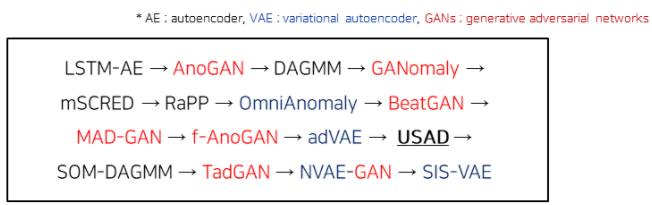 * AE : autoencoder, VAE : variational autoencoder, GANs : generative adversarial networks
LSTM-AE → AnoGAN → DAGMM → GANomaly →
mSCRED → RaPP → OmniAnomaly → BeatGAN →
MAD-GAN → f-AnoGAN → adVAE → USAD →
SOM-DAGMM → TadGAN → NVAE-GAN → SIS-VAE